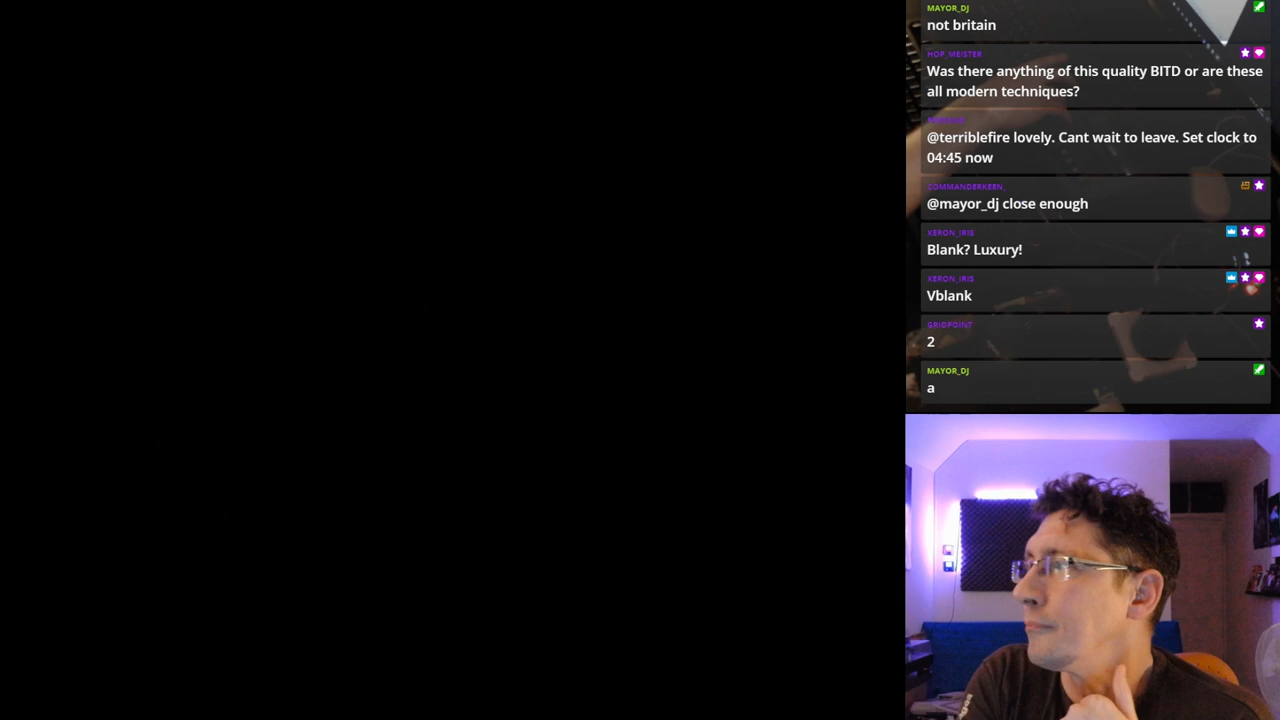 MAYOR_DJ
not britain
HOP_MEISTER
Was there anything of this quality BITD or are these
all modern techniques?
@terriblefire lovely. Cant wait to leave. Set clock to
04:45 now
COMMANDERKEEN_
@mayor_dj close enough
XERON_IRIS
Blank? Luxury!
XERON_IRIS
Vblank
GRIDPOINT
2
MAYOR_DJ
a